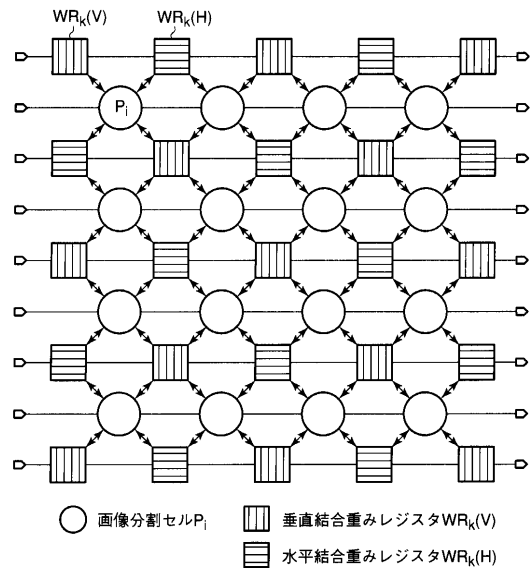 WRk(V) WRk(H)
Pi
画像分割セルPi 垂直結合重みレジスタWRk(V)
水平結合重みレジスタWRk(H)